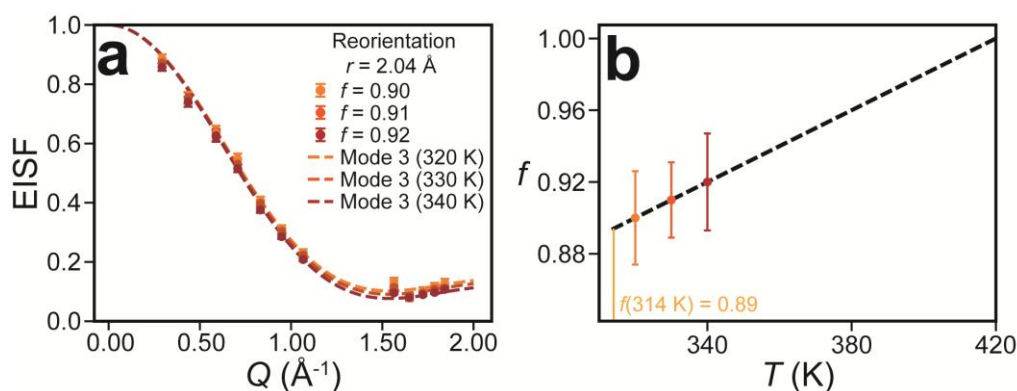 a
1.0
0.8
0.6
0.4
0.2
0.0
EISF
Reorientation
r = 2.04 Å
f = 0.90
f = 0.91
f = 0.92
Mode 3 (320 K)
Mode 3 (330 K)
Mode 3 (340 K)
0.00
0.50
1.00
1.50
2.00
Q (Å⁻¹)
b
1.00
0.96
0.92
0.88
f
f(314 K) = 0.89
340
380
420
T (K)